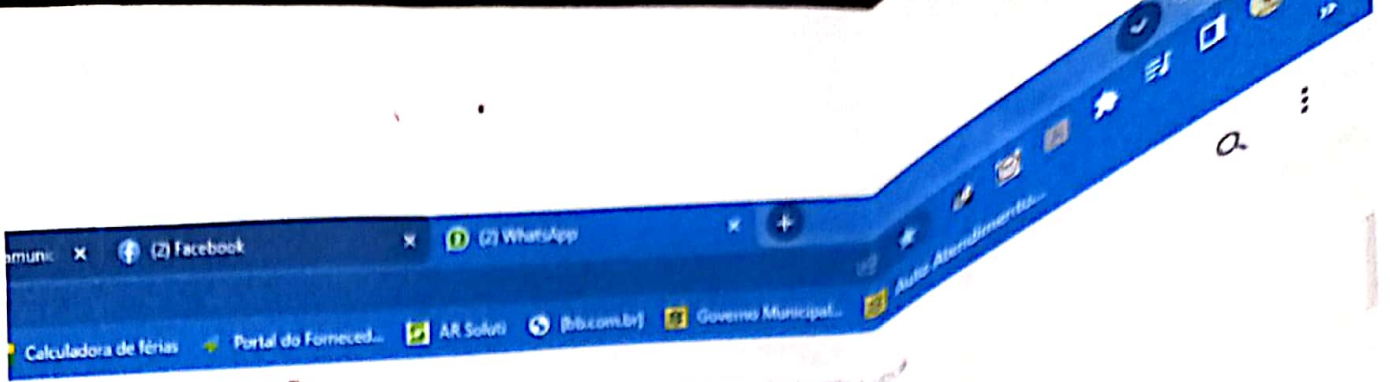 (2) Facebook
(2) WhatsApp
Calculadora de férias
Portal do Forneced...
AR Soluti
[bb.com.br]
Governo Municipal...
Auto Atendimento...